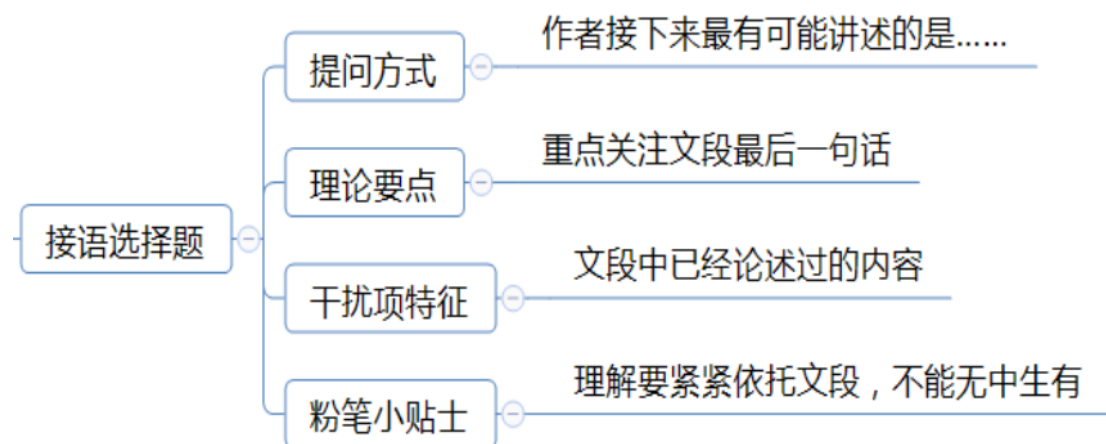 作者接下来最有可能讲述的是……
提问方式
重点关注文段最后一句话
理论要点
接语选择题
文段中已经论述过的内容
干扰项特征
理解要紧紧依托文段，不能无中生有
粉笔小贴士